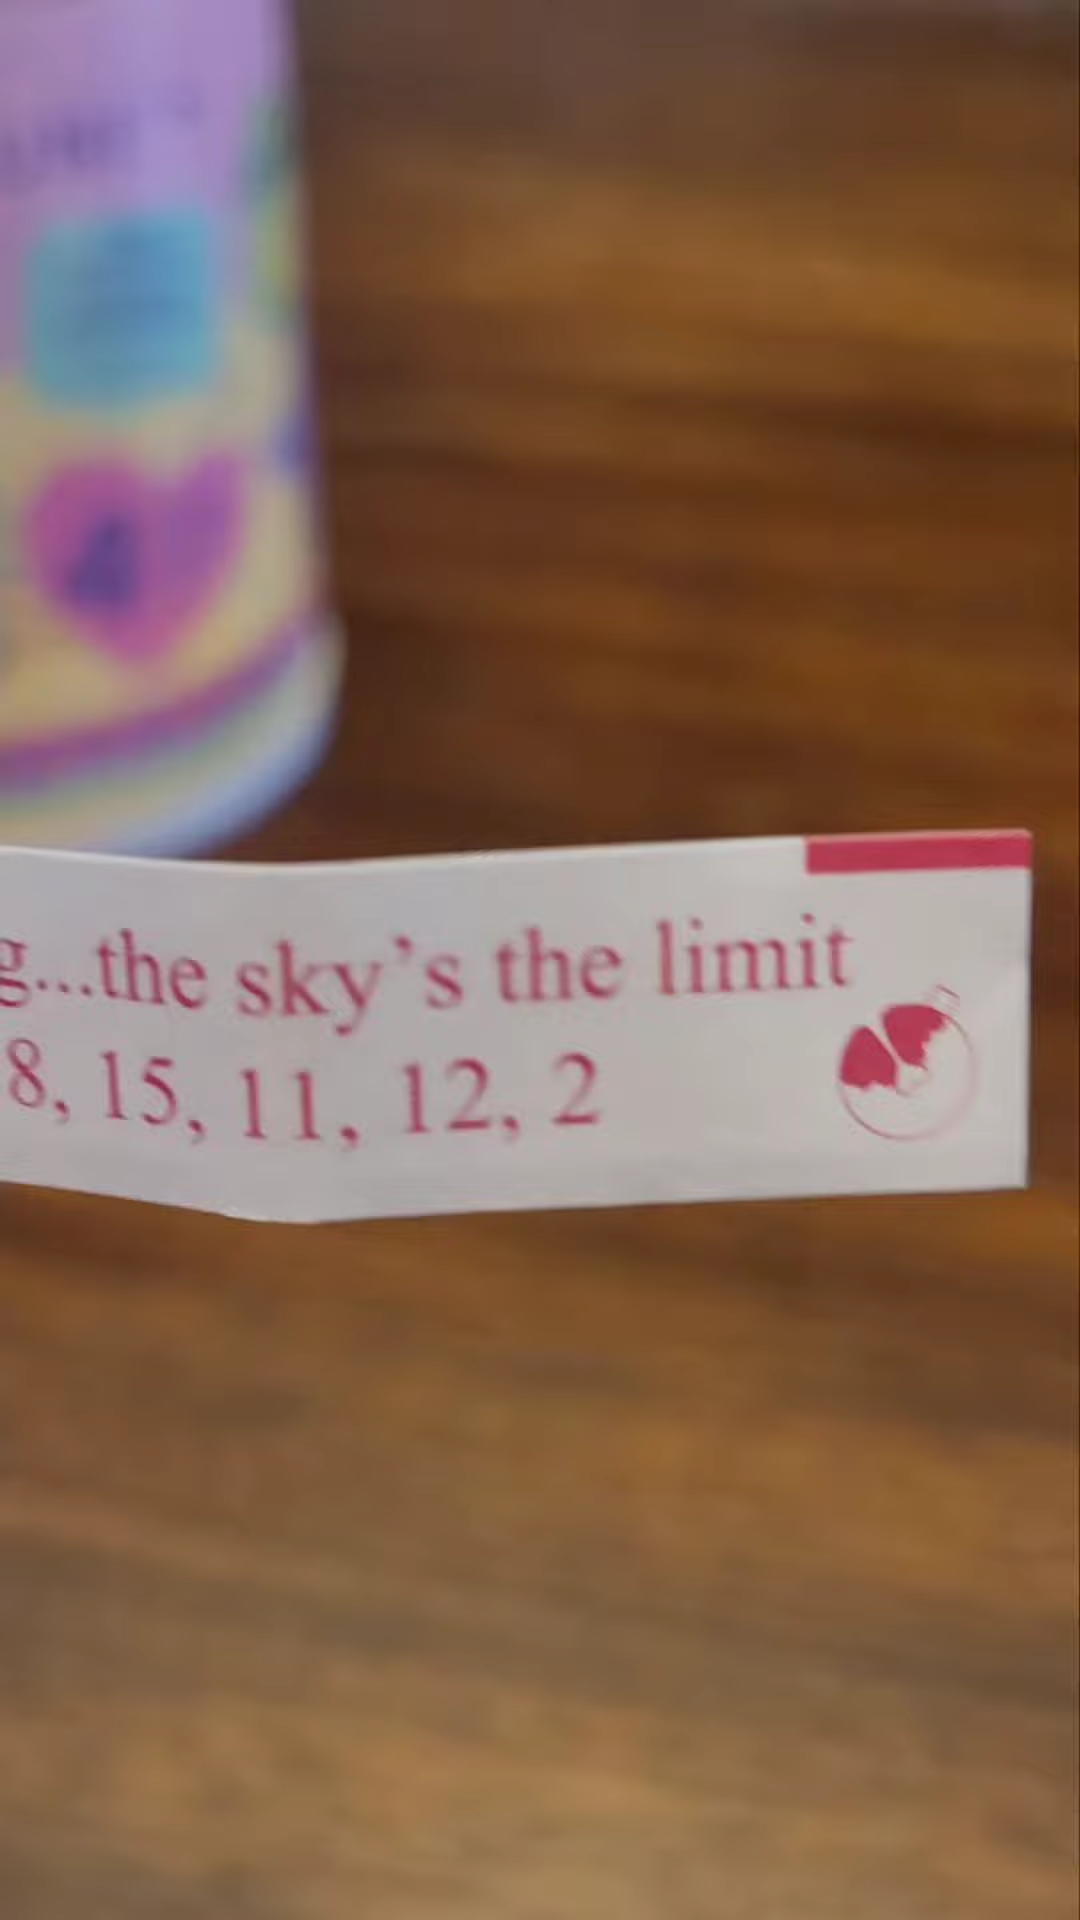 g...the sky’s the limit
8, 15, 11, 12, 2